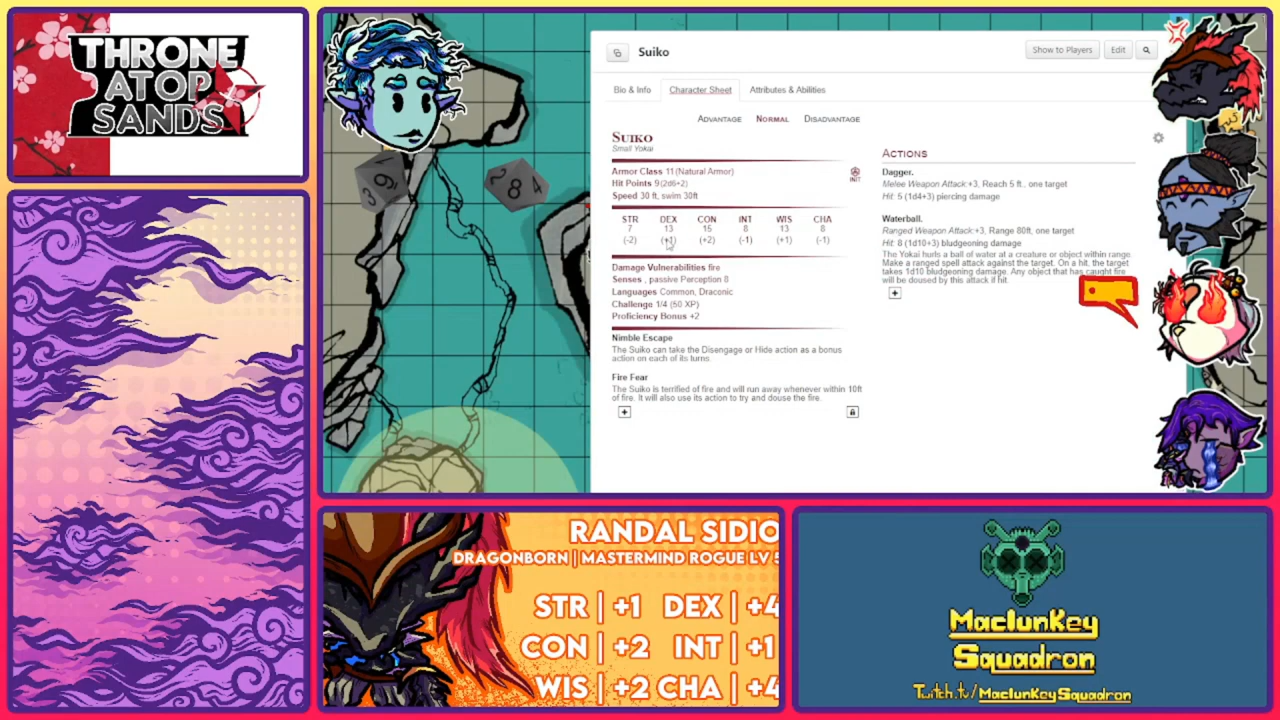 THRONE
ATOP
SANDS
Suiko
Show to Players
Edit
Bio & Info
Character Sheet
Attributes & Abilities
ADVANTAGE
NORMAL
DISADVANTAGE
SUIKO
Small Yokai
Armor Class 11 (Natural Armor)
Hit Points 9 (2d6+2)
Speed 30 ft, swim 30ft
INIT
STR DEX CON INT WIS CHA
7 13 15 8 13 8
(-2) (+1) (+2) (-1) (+1) (-1)
Damage Vulnerabilities fire
Senses , passive Perception 8
Languages Common, Draconic
Challenge 1/4 (50 XP)
Proficiency Bonus +2
Nimble Escape
The Suiko can take the Disengage or Hide action as a bonus
action on each of its turns.
Fire Fear
The Suiko is terrified of fire and will run away whenever within 10ft
of fire. It will also use its action to try and douse the fire.
ACTIONS
Dagger.
Melee Weapon Attack: +3, Reach 5 ft., one target
Hit: 5 (1d4+3) piercing damage
Waterball.
Ranged Weapon Attack: +3, Range 80ft, one target
Hit: 8 (1d10+3) bludgeoning damage
The Yokai hurls a ball of water at a creature or object within range.
Make a ranged spell attack against the target. On a hit, the target
takes 1d10 bludgeoning damage. Any object that has caught fire
will be doused by this attack if hit.
RANDAL SIDIO
DRAGONBORN | MASTERMIND ROGUE LV 5
STR | +1 DEX | +4
CON | +2 INT | +1
WIS | +2 CHA | +4
MaclunKey
Squadron
Twitch.tv/MaclunKeySquadron